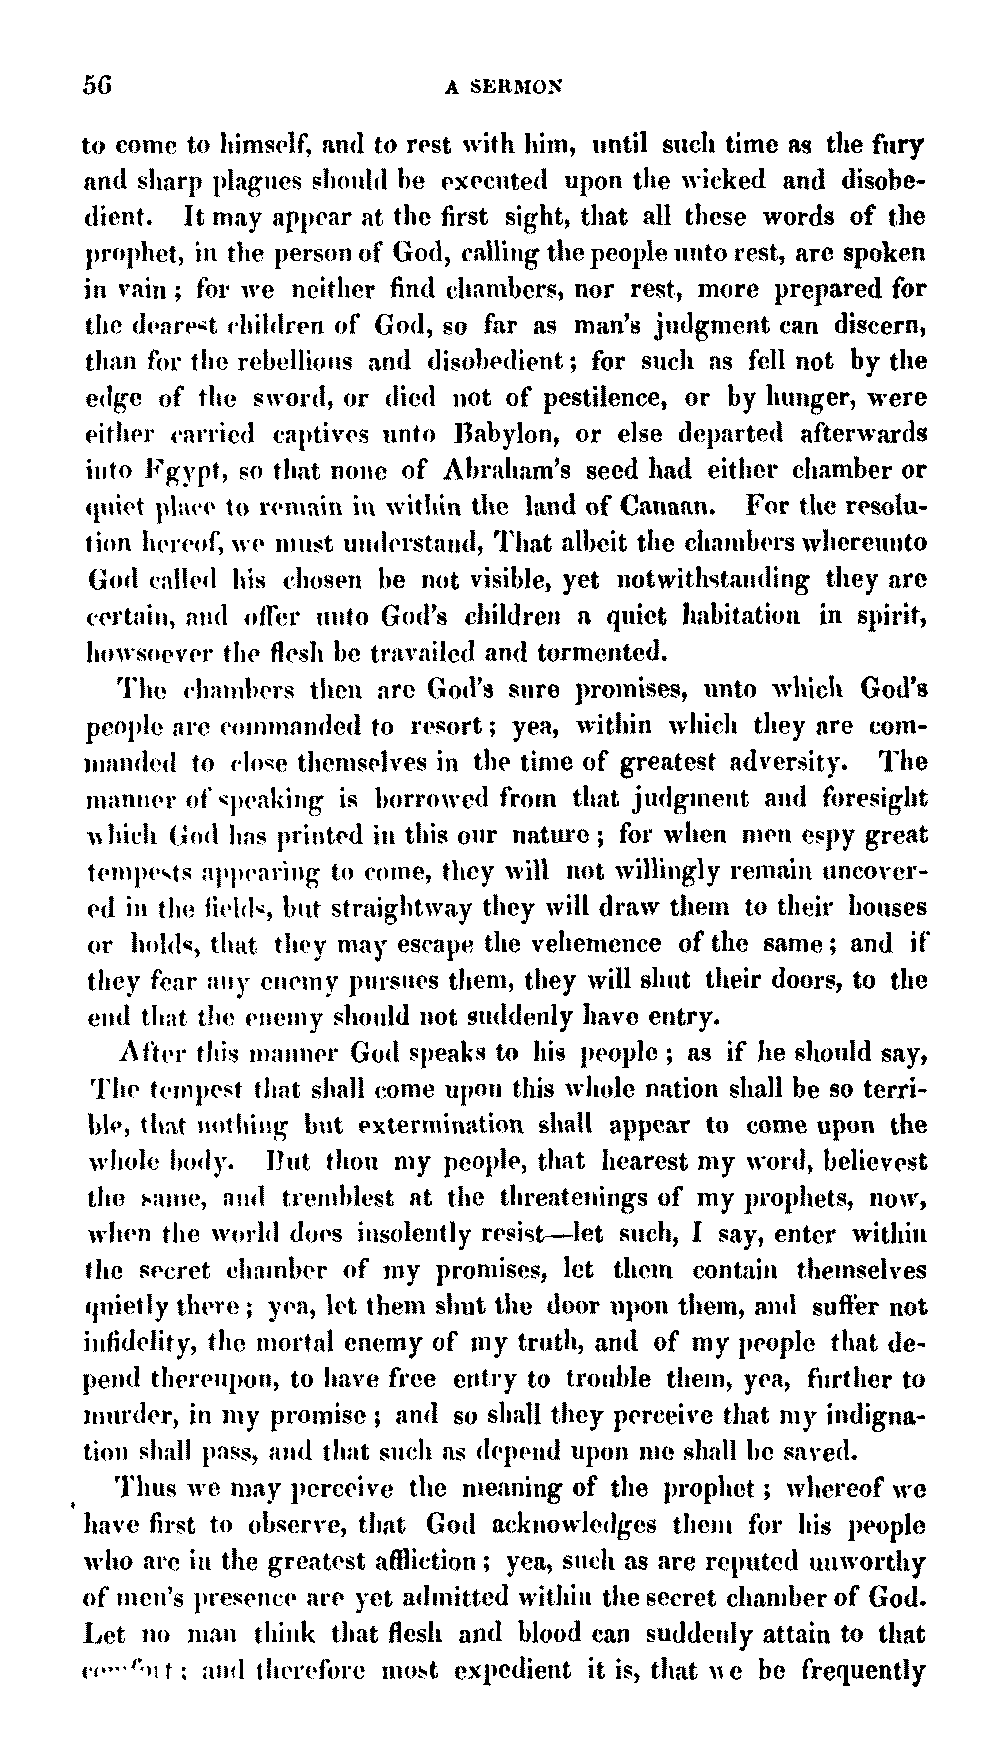 56 A SERMON
to come to himself, and to rest with him, until such time as the fury
and sharp plagues should be executed upon the wicked and disobe-
dient. It may appear at the first sight, that all these words of the
prophet, in the person of God, calling the people unto rest, are spoken
in vain; for we neither find chambers, nor rest, more prepared for
the dearest children of God, so far as man's judgment can discern,
than for the rebellious and disobedient; for such as fell not by the
edge of the sword, or died not of pestilence, or by hunger, were
either carried captives unto Babylon, or else departed afterwards
into Egypt, so that none of Abraham's seed had either chamber or
quiet place to remain in within the land of Canaan. For the resolu-
tion hereof, we must understand, That albeit the chambers whereunto
God called his chosen be not visible, yet notwithstanding they are
certain, and offer unto God's children a quiet habitation in spirit,
howsoever the flesh be travailed and tormented.
The chambers then are God's sure promises, unto which God's
people are commanded to resort; yea, within which they are com-
manded to close themselves in the time of greatest adversity. The
manner of speaking is borrowed from that judgment and foresight
which God has printed in this our nature; for when men espy great
tempests appearing to come, they will not willingly remain uncover-
ed in the fields, but straightway they will draw them to their houses
or holds, that they may escape the vehemence of the same; and if
they fear any enemy pursues them, they will shut their doors, to the
end that the enemy should not suddenly have entry.
After this manner God speaks to his people; as if he should say,
The tempest that shall come upon this whole nation shall be so terri-
ble, that nothing but extermination shall appear to come upon the
whole body. But thou my people, that hearest my word, believest
the same, and tremblest at the threatenings of my prophets, now,
when the world does insolently resist—let such, I say, enter within
the secret chamber of my promises, let them contain themselves
quietly there; yea, let them shut the door upon them, and suffer not
infidelity, the mortal enemy of my truth, and of my people that de-
pend thereupon, to have free entry to trouble them, yea, further to
murder, in my promise; and so shall they perceive that my indigna-
tion shall pass, and that such as depend upon me shall be saved.
Thus we may perceive the meaning of the prophet; whereof we
have first to observe, that God acknowledges them for his people
who are in the greatest affliction; yea, such as are reputed unworthy
of men's presence are yet admitted within the secret chamber of God.
Let no man think that flesh and blood can suddenly attain to that
comfort; and therefore most expedient it is, that we be frequently